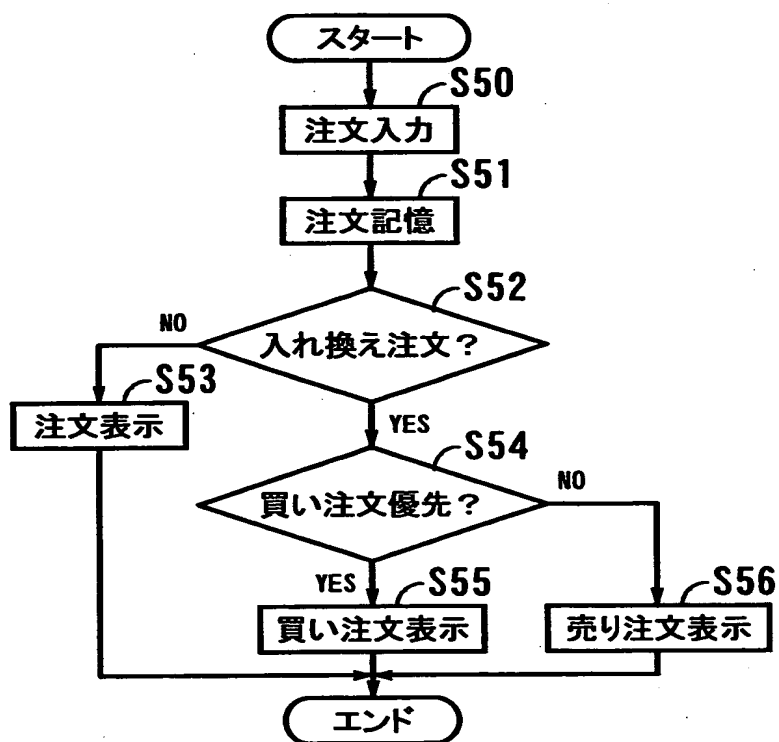 スタート
S50
注文入力
S51
注文記憶
S52
入れ換え注文？
NO
S53
注文表示
YES
S54
買い注文優先？
NO
YES
S55
買い注文表示
S56
売り注文表示
エンド